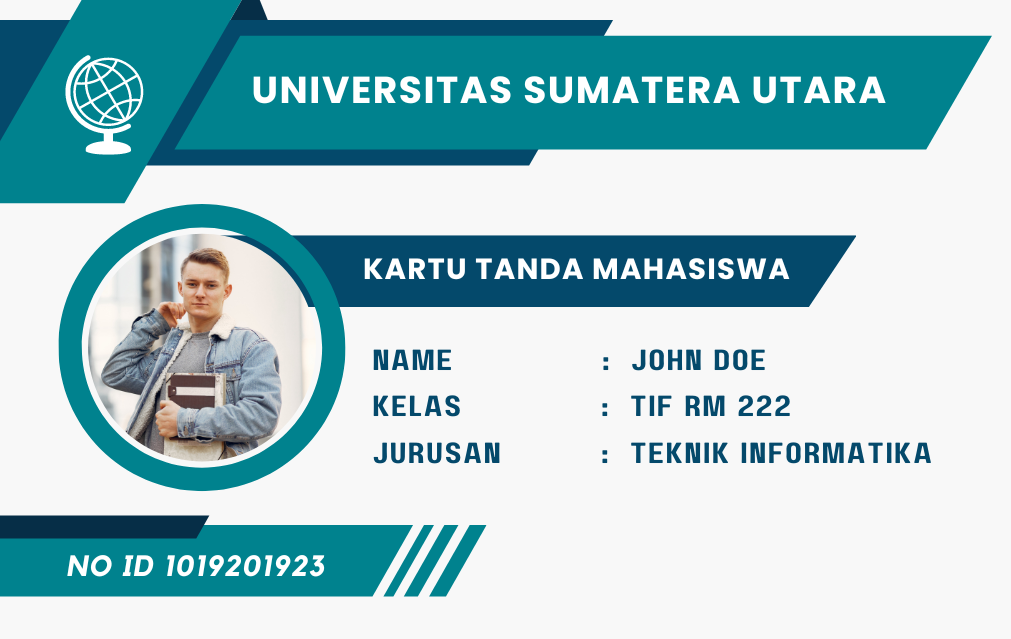 UNIVERSITAS SUMATERA UTARA
KARTU TANDA MAHASISWA
NAME : JOHN DOE
KELAS : TIF RM 222
JURUSAN : TEKNIK INFORMATIKA
NO ID 1019201923